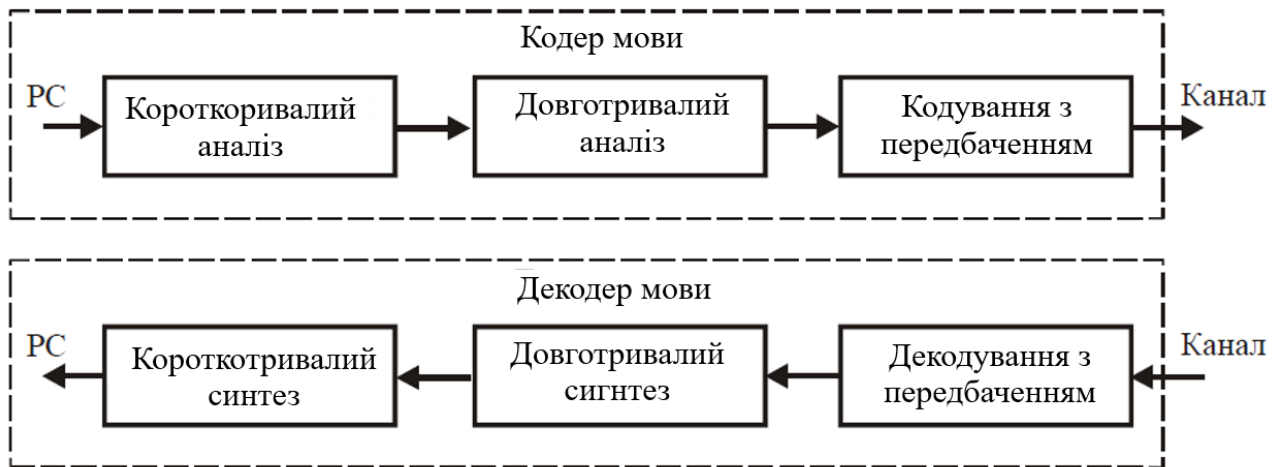 Кодер мови
РС
Короткоривалий
аналіз
Довготривалий
аналіз
Кодування з
передбаченням
Канал
Декодер мови
РС
Короткотривалий
синтез
Довготривалий
сигнтез
Декодування з
передбаченням
Канал